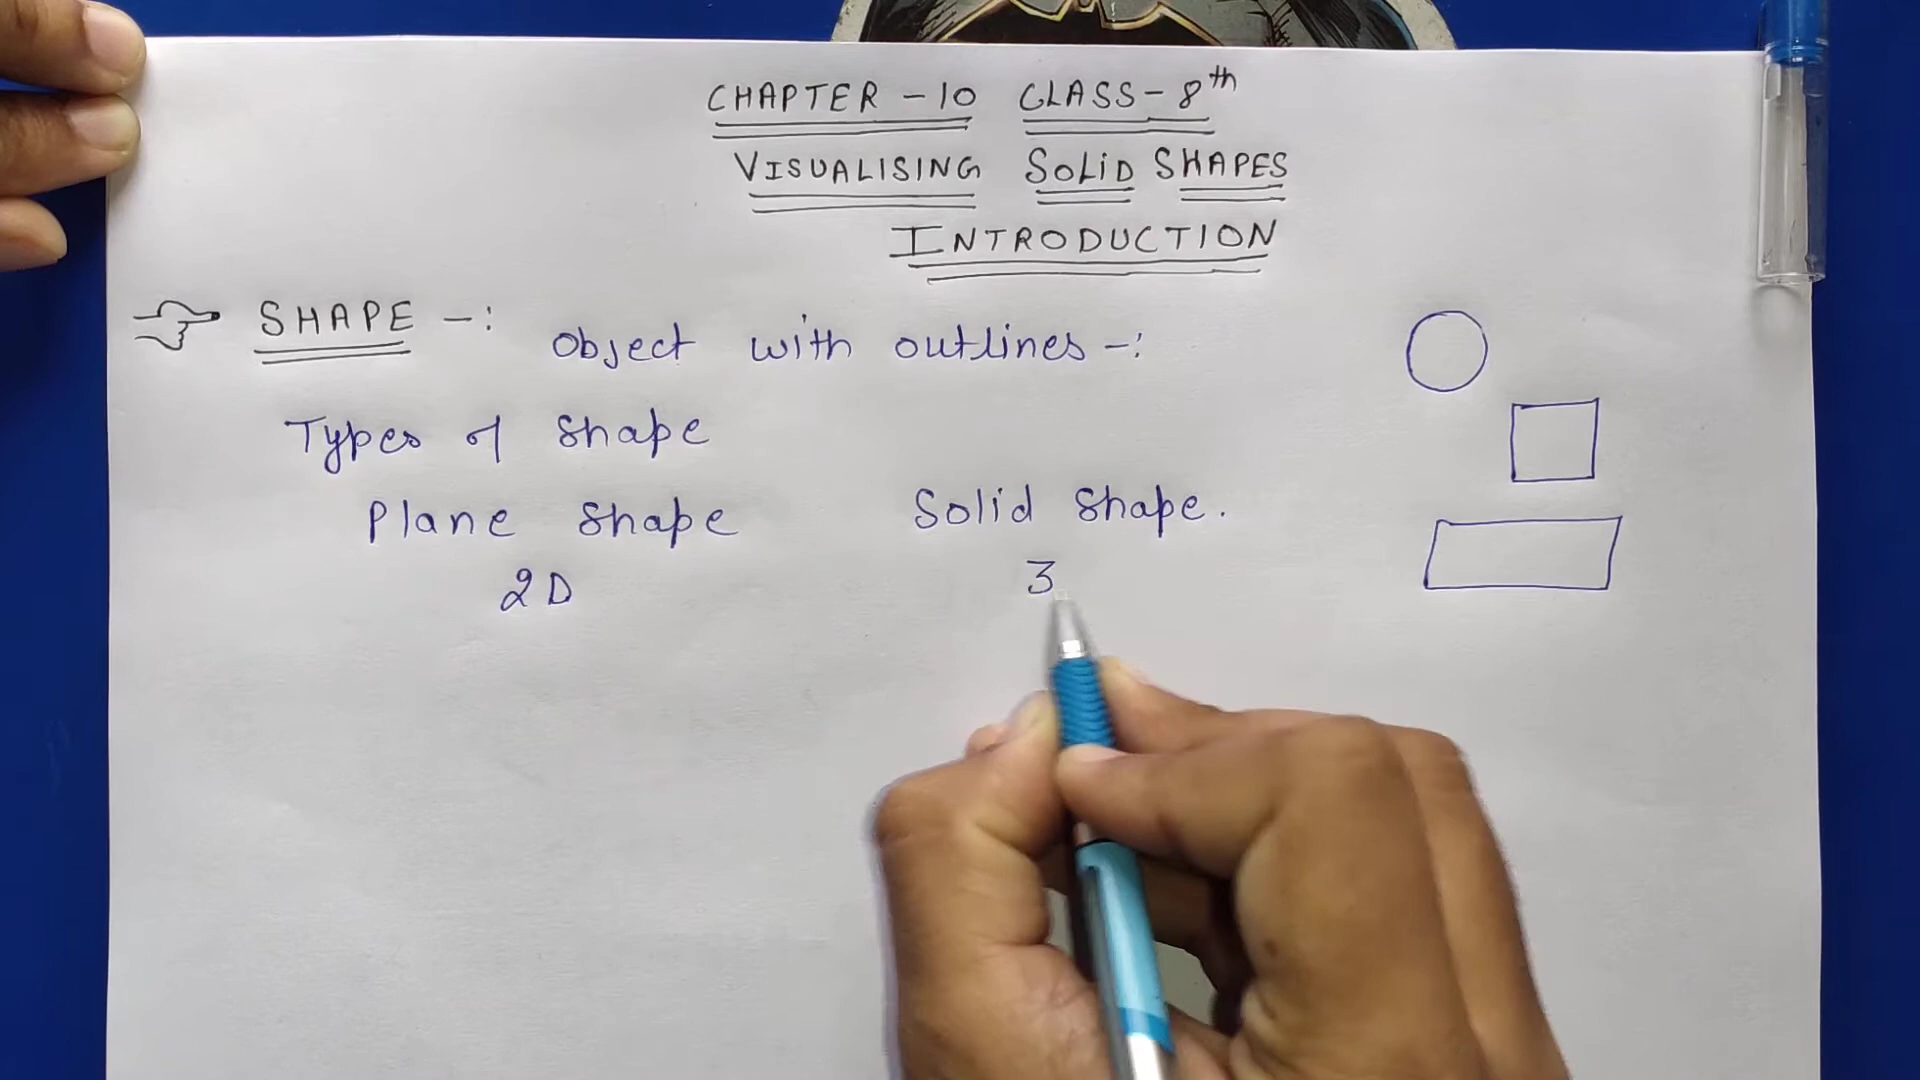 CHAPTER - 10 CLASS - 8th
VISUALISING SOLID SHAPES
INTRODUCTION
SHAPE -: Object with outlines -:
Types of shape
Plane shape Solid shape.
2D 3